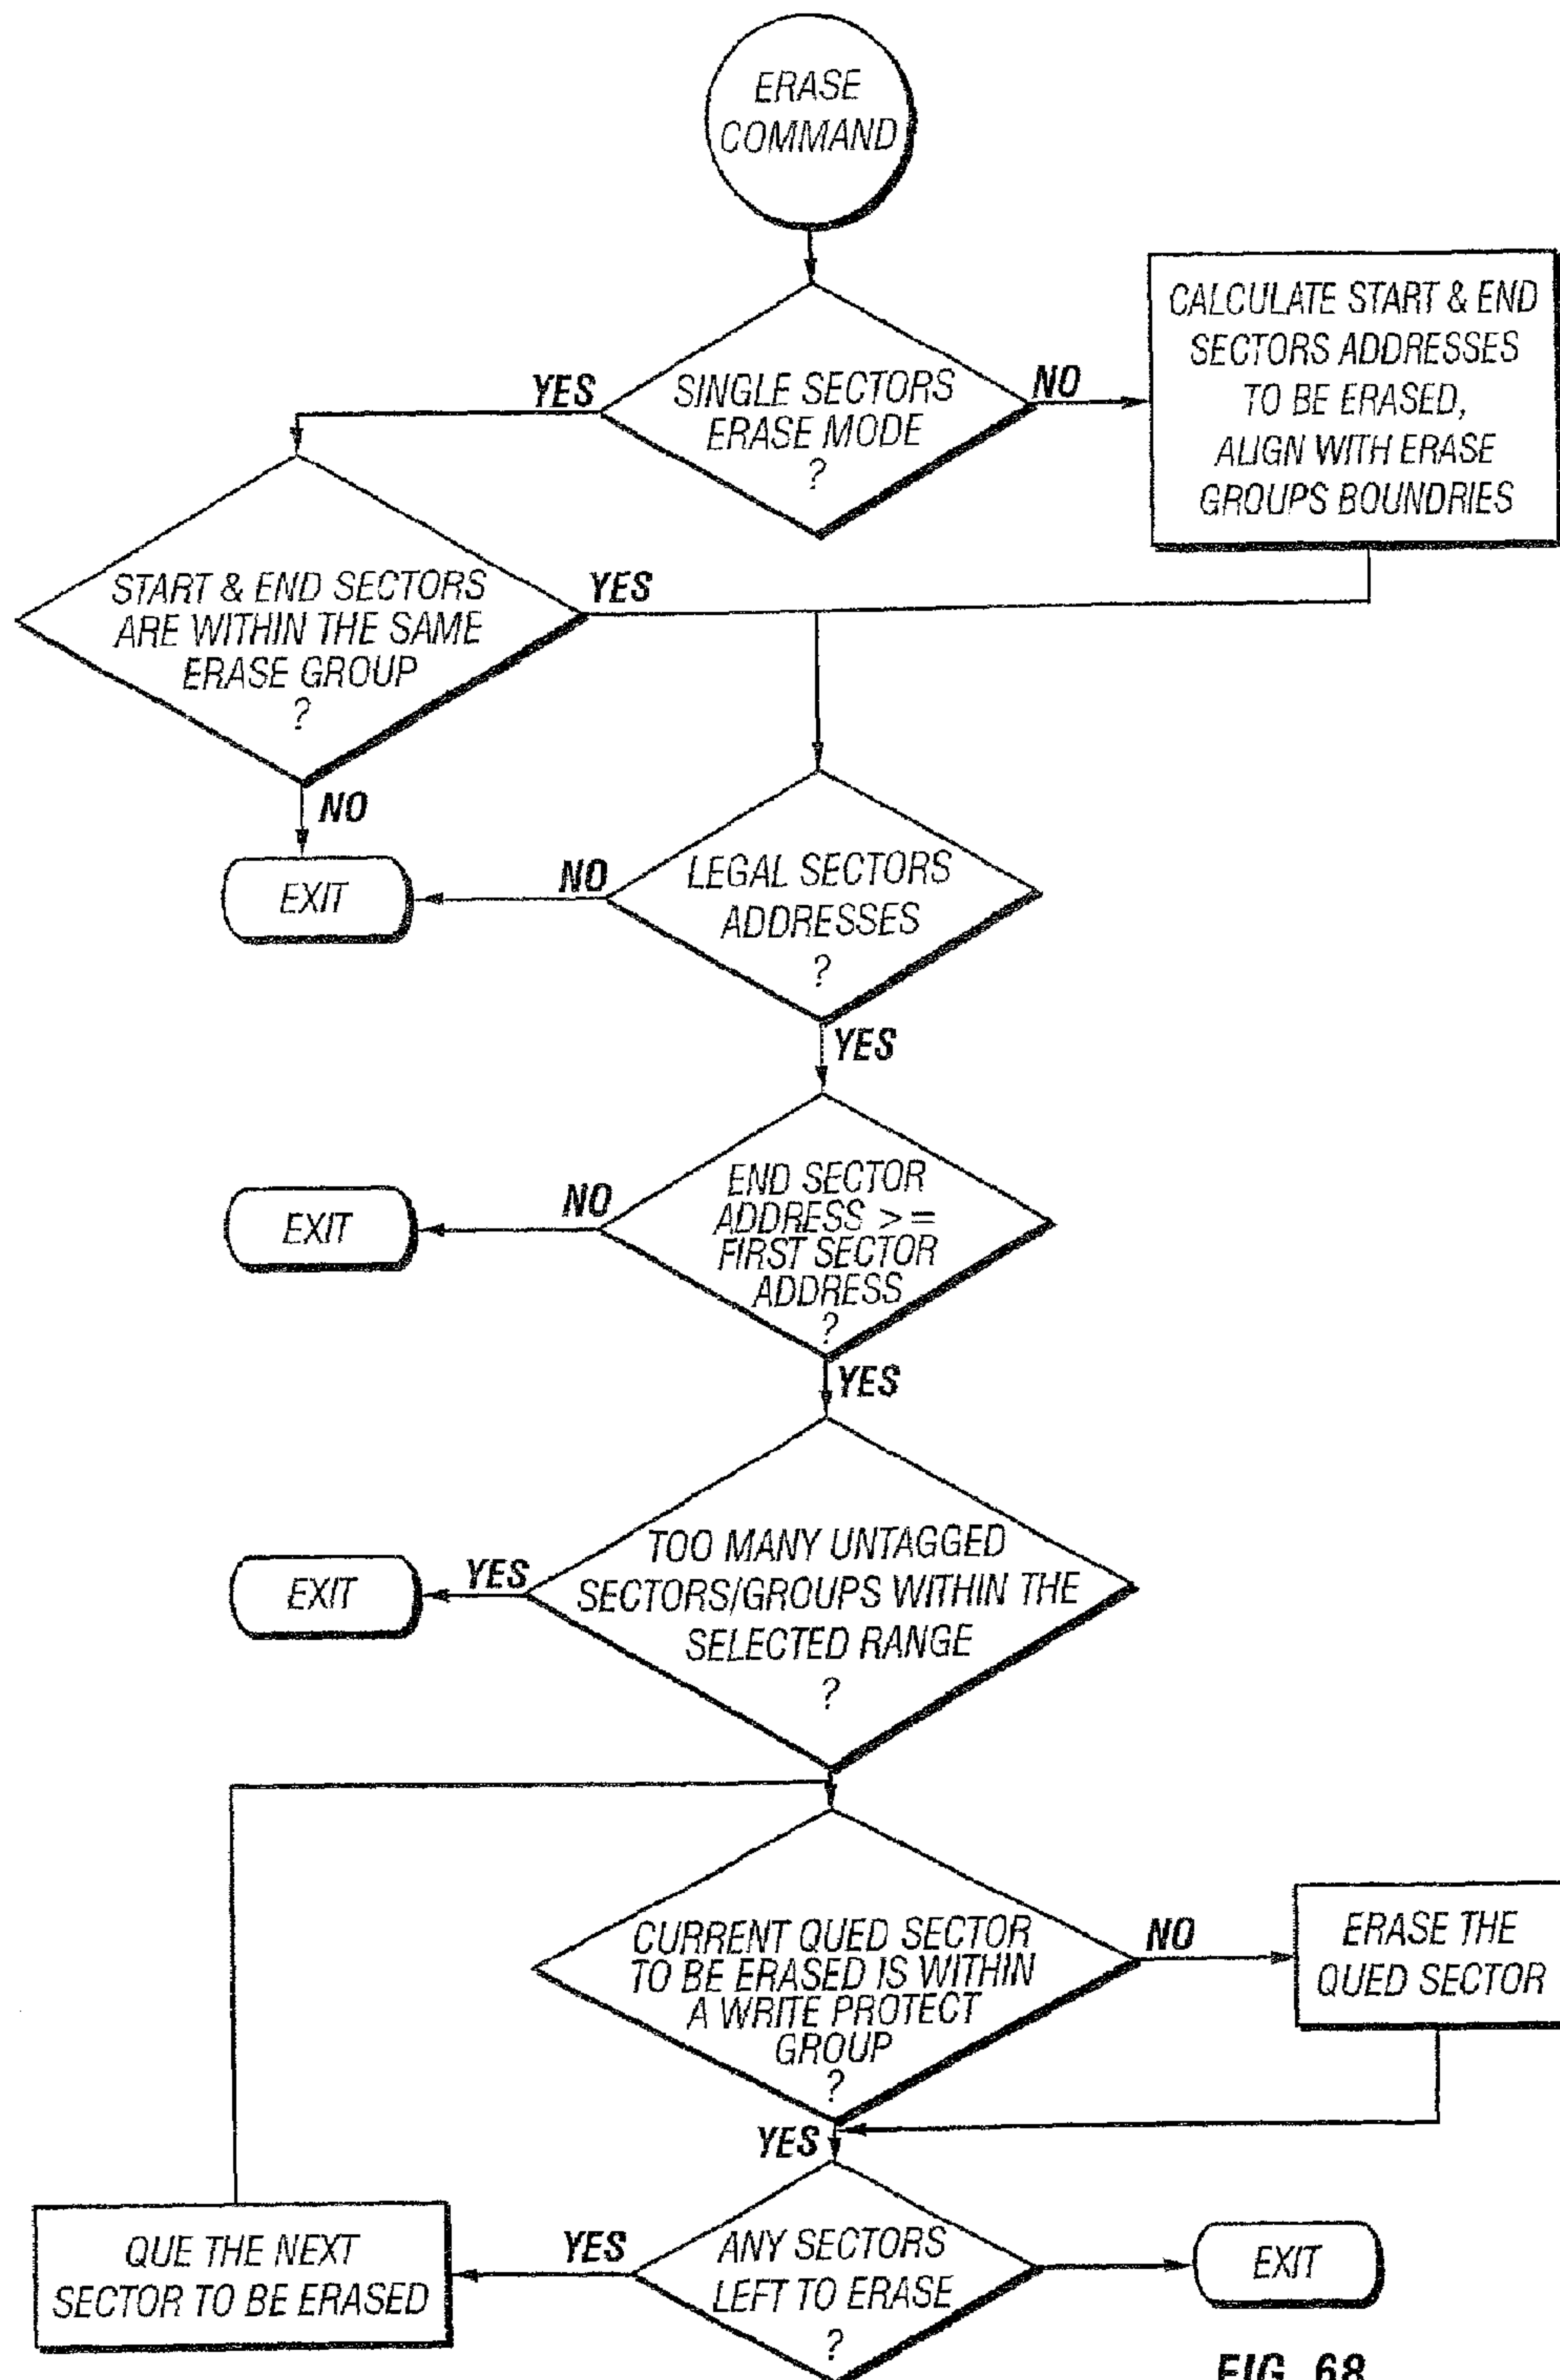 ERASE
COMMAND
SINGLE SECTORS
ERASE MODE
?
YES
NO
CALCULATE START & END
SECTORS ADDRESSES
TO BE ERASED,
ALIGN WITH ERASE
GROUPS BOUNDRIES
START & END SECTORS
ARE WITHIN THE SAME
ERASE GROUP
?
YES
NO
EXIT
LEGAL SECTORS
ADDRESSES
?
NO
YES
END SECTOR
ADDRESS >=
FIRST SECTOR
ADDRESS
?
NO
EXIT
YES
TOO MANY UNTAGGED
SECTORS/GROUPS WITHIN THE
SELECTED RANGE
?
YES
EXIT
CURRENT QUED SECTOR
TO BE ERASED IS WITHIN
A WRITE PROTECT
GROUP
?
NO
ERASE THE
QUED SECTOR
YES
ANY SECTORS
LEFT TO ERASE
?
YES
QUE THE NEXT
SECTOR TO BE ERASED
EXIT
FIG. 68